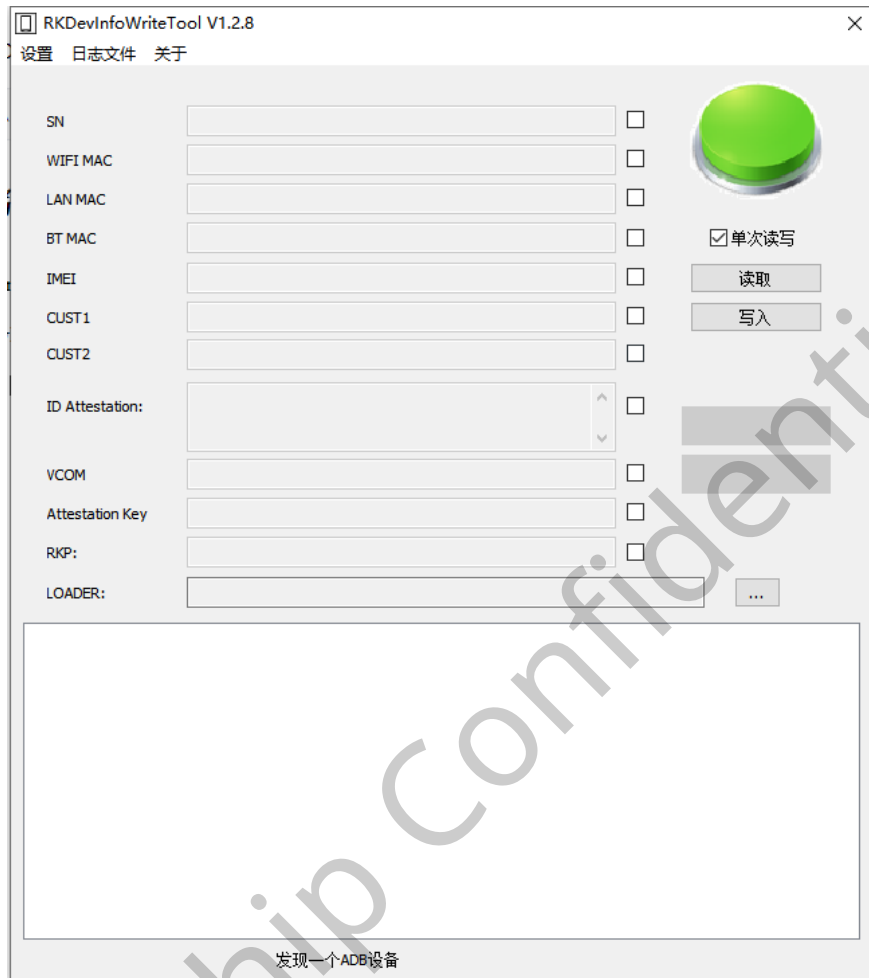 RKDevInfoWriteTool V1.2.8
设置 日志文件 关于
SN
WIFI MAC
LAN MAC
BT MAC
单次读写
IMEI
读取
CUST1
写入
CUST2
ID Attestation:
VCOM
Attestation Key
RKP:
LOADER:
...
发现一个ADB设备
hip Confidenti